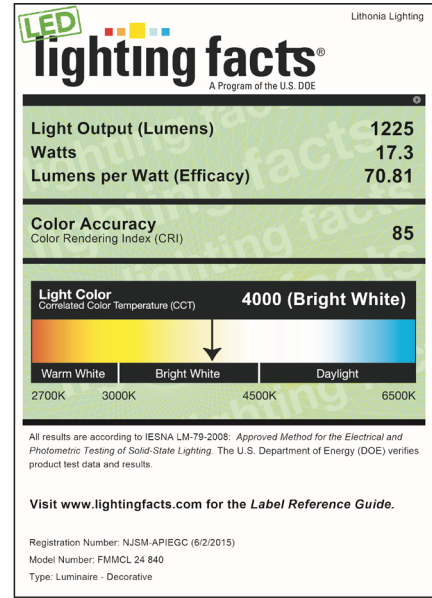 Lithonia Lighting
LED
lighting facts®
A Program of the U.S. DOE
Light Output (Lumens) 1225
Watts 17.3
Lumens per Watt (Efficacy) 70.81
Color Accuracy
Color Rendering Index (CRI) 85
Light Color
Correlated Color Temperature (CCT) 4000 (Bright White)
Warm White Bright White Daylight
2700K 3000K 4500K 6500K
All results are according to IESNA LM-79-2008: Approved Method for the Electrical and
Photometric Testing of Solid-State Lighting. The U.S. Department of Energy (DOE) verifies
product test data and results.
Visit www.lightingfacts.com for the Label Reference Guide.
Registration Number: NJSM-APIEGC (6/2/2015)
Model Number: FMMCL 24 840
Type: Luminaire - Decorative